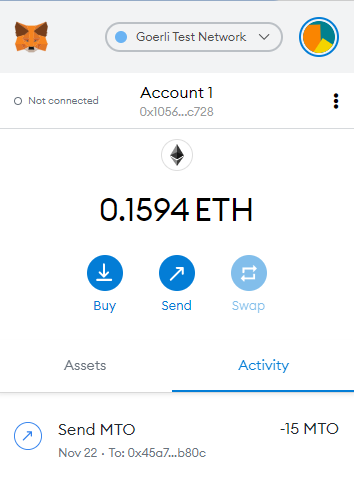 Goerli Test Network
Not connected
Account 1
0x1056...c728
0.1594 ETH
Buy
Send
Swap
Assets
Activity
Send MTO
-15 MTO
Nov 22 · To: 0x45a7...b80c